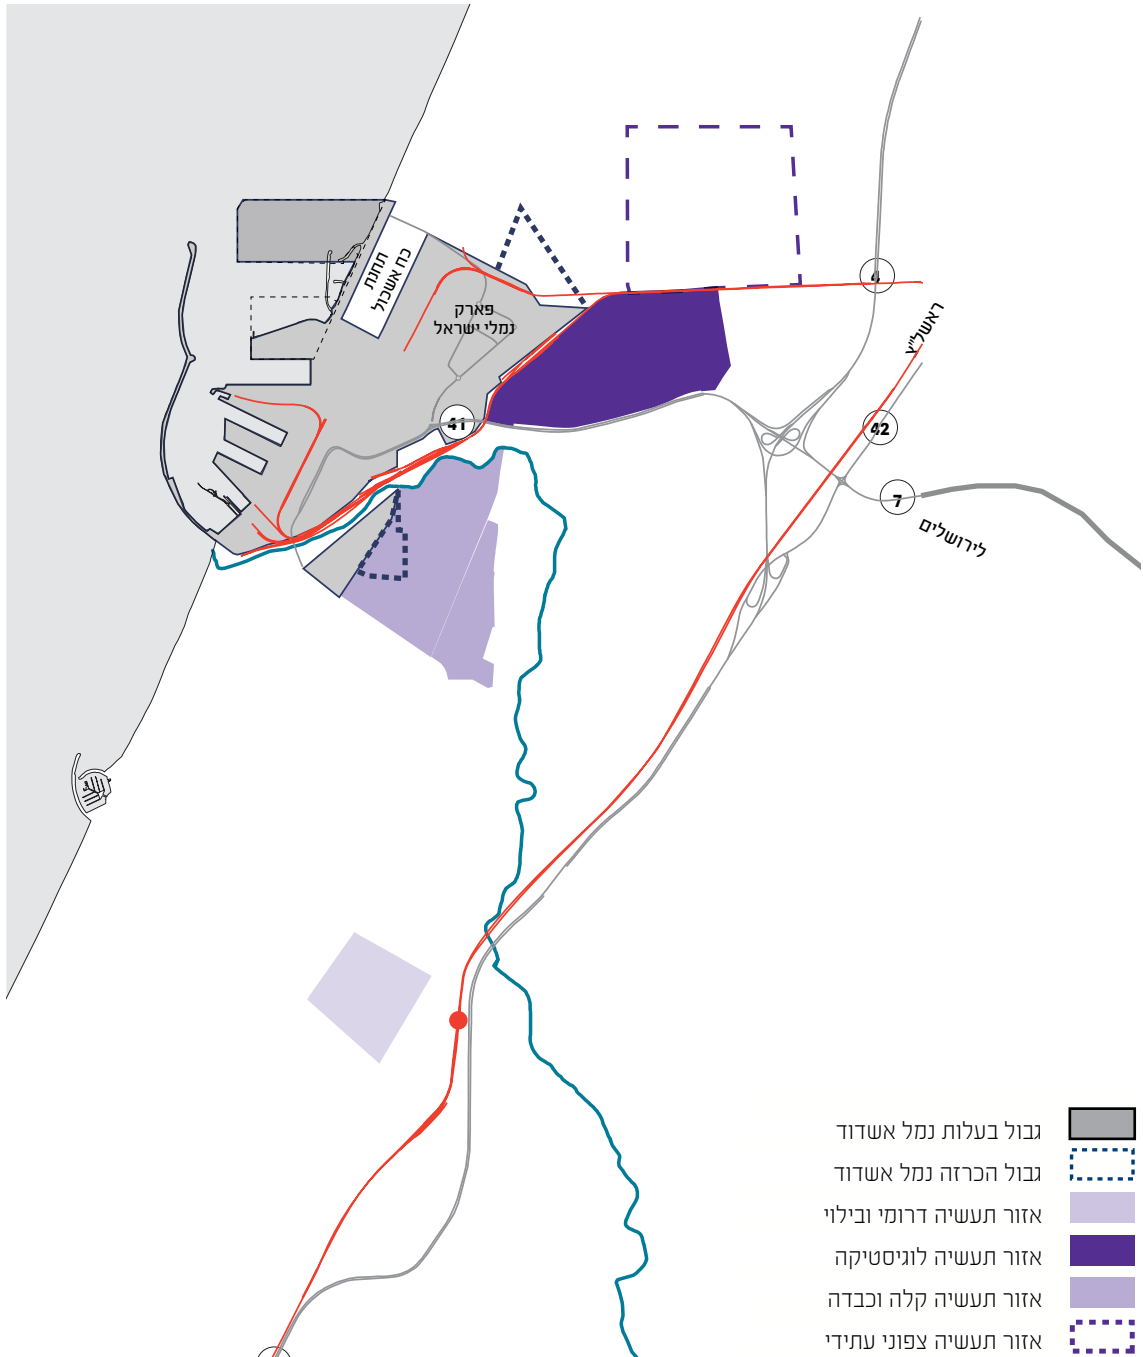 תחנת
כח אשכול
פארק
נמלי ישראל
4
ראשל"צ
41
42
7
לירושלים
גבול בעלות נמל אשדוד
גבול הכרזה נמל אשדוד
אזור תעשיה דרומי ובילוי
אזור תעשיה לוגיסטיקה
אזור תעשיה קלה וכבדה
אזור תעשיה צפוני עתידי